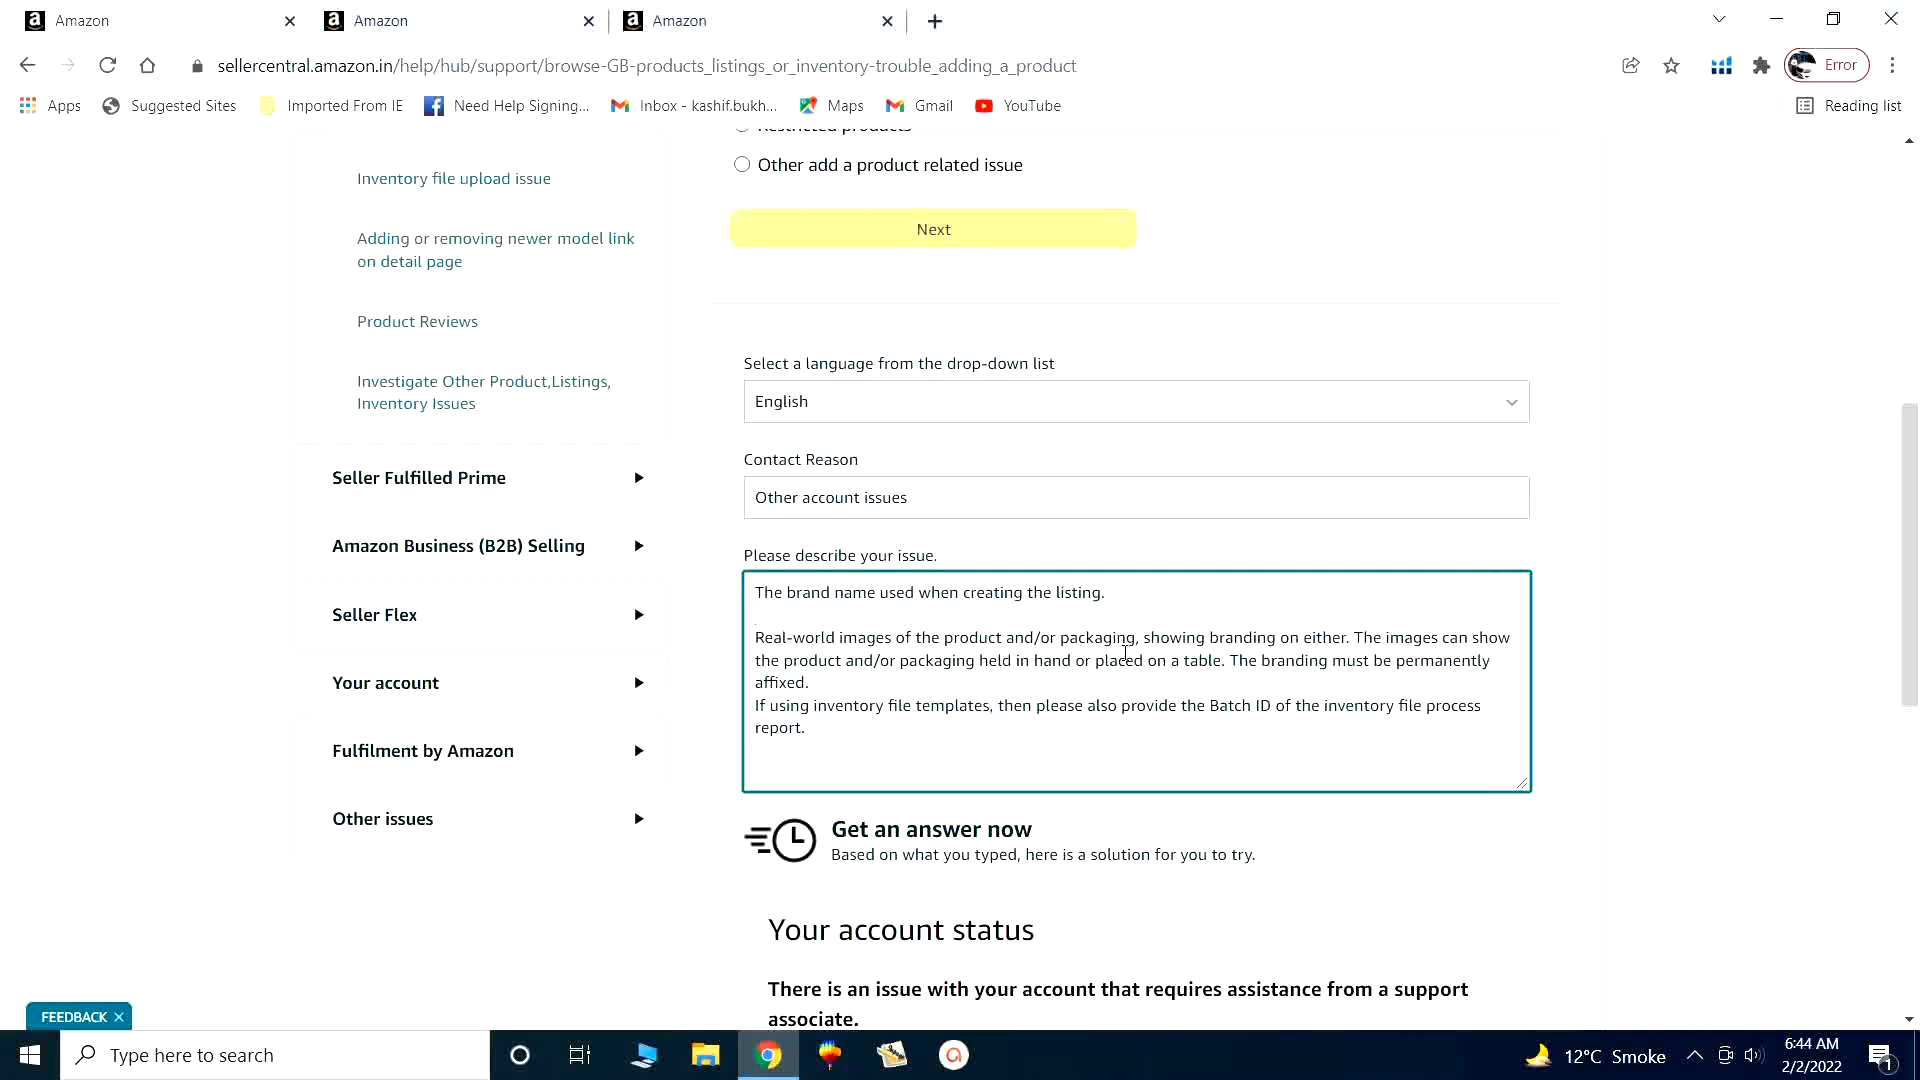 Amazon
Amazon
Amazon
sellercentral.amazon.in/help/hub/support/browse-GB-products_listings_or_inventory-trouble_adding_a_product
Error
Apps
Suggested Sites
Imported From IE
Need Help Signing...
Inbox - kashif.bukh...
Maps
Gmail
YouTube
Reading list
Restricted products
Other add a product related issue
Next
Inventory file upload issue
Adding or removing newer model link
on detail page
Product Reviews
Investigate Other Product,Listings,
Inventory Issues
Seller Fulfilled Prime
Amazon Business (B2B) Selling
Seller Flex
Your account
Fulfilment by Amazon
Other issues
Select a language from the drop-down list
English
Contact Reason
Other account issues
Please describe your issue.
The brand name used when creating the listing.
Real-world images of the product and/or packaging, showing branding on either. The images can show
the product and/or packaging held in hand or placed on a table. The branding must be permanently
affixed.
If using inventory file templates, then please also provide the Batch ID of the inventory file process
report.
Get an answer now
Based on what you typed, here is a solution for you to try.
Your account status
There is an issue with your account that requires assistance from a support
associate.
FEEDBACK
Type here to search
12°C Smoke
6:44 AM
2/2/2022
1